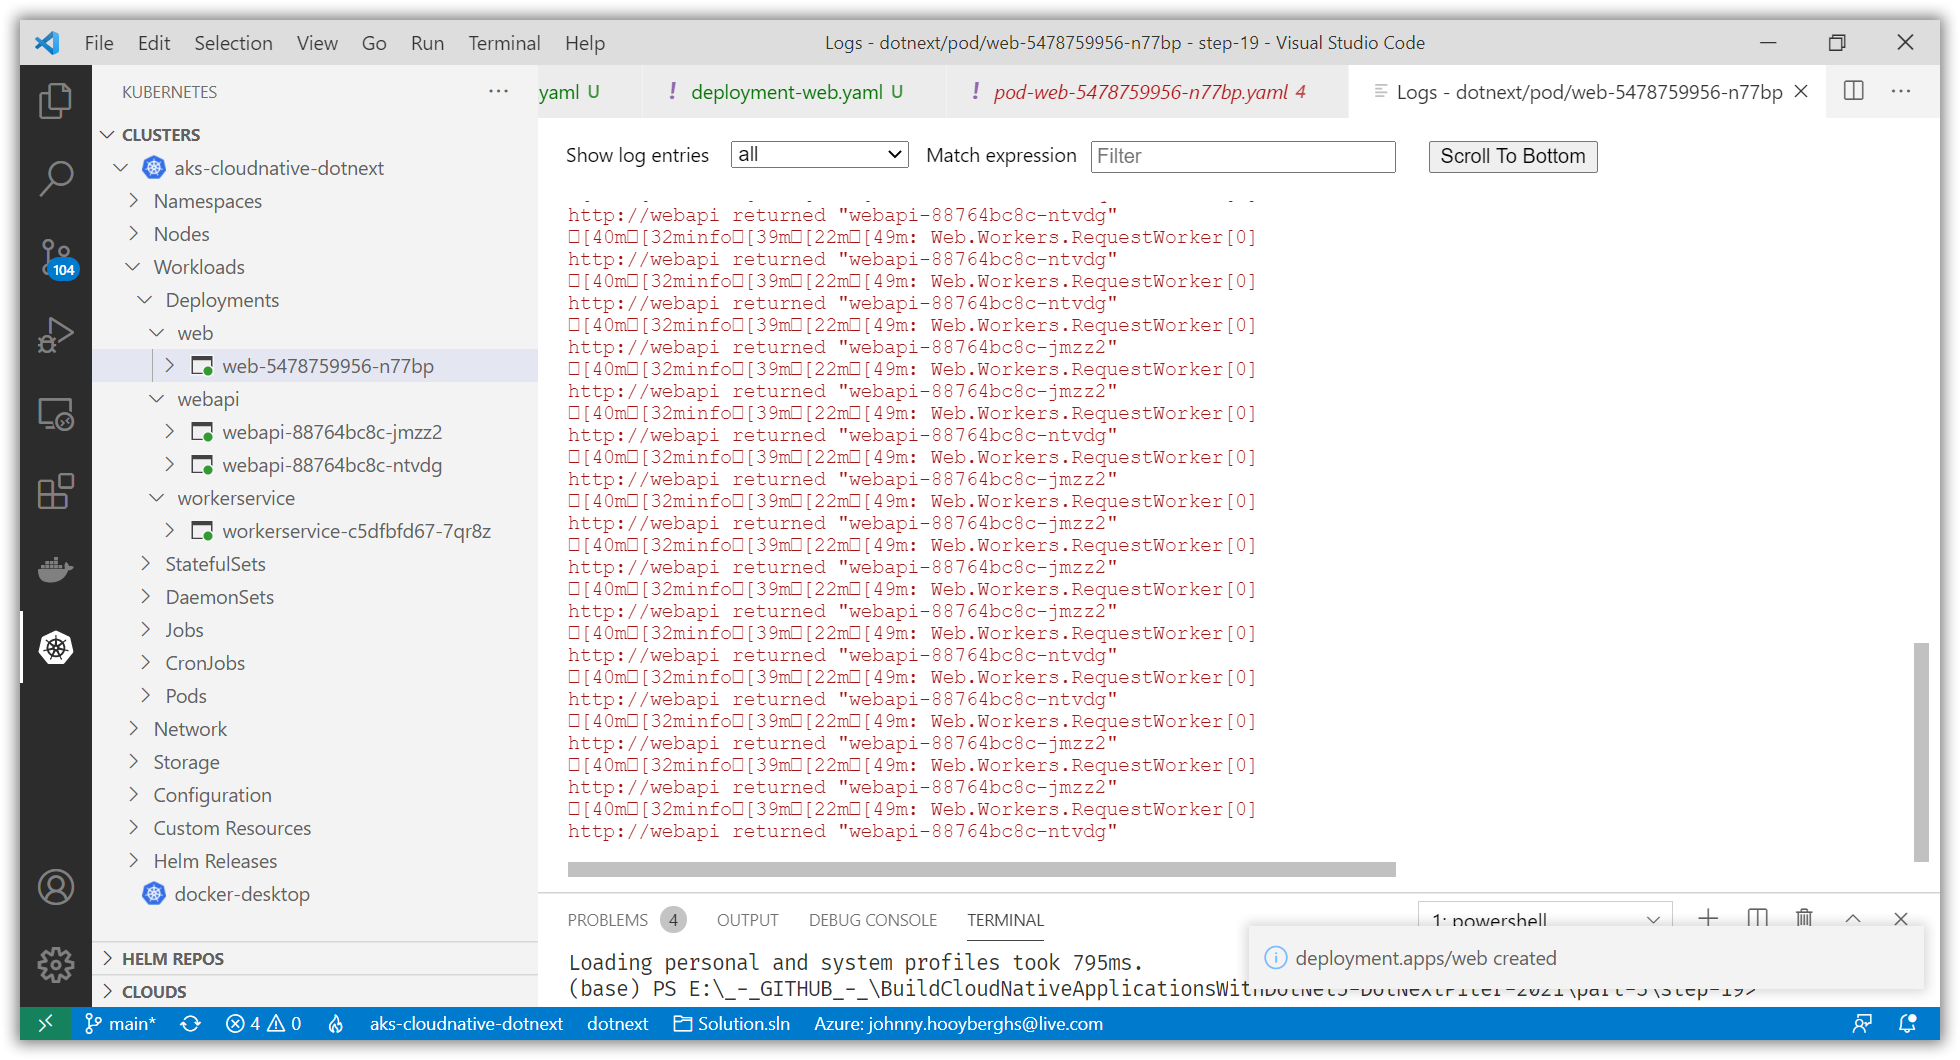 File Edit Selection View Go Run Terminal Help
Logs - dotnext/pod/web-5478759956-n77bp - step-19 - Visual Studio Code
KUBERNETES
CLUSTERS
aks-cloudnative-dotnext
Namespaces
Nodes
Workloads
Deployments
web
web-5478759956-n77bp
webapi
webapi-88764bc8c-jmzz2
webapi-88764bc8c-ntvdg
workerservice
workerservice-c5dfbfd67-7qr8z
StatefulSets
DaemonSets
Jobs
CronJobs
Pods
Network
Storage
Configuration
Custom Resources
Helm Releases
docker-desktop
HELM REPOS
CLOUDS
104
yaml U
! deployment-web.yaml U
! pod-web-5478759956-n77bp.yaml 4
Logs - dotnext/pod/web-5478759956-n77bp
Show log entries all Match expression Filter Scroll To Bottom
http://webapi returned "webapi-88764bc8c-ntvdg"
□[40m□[32minfo□[39m□[22m□[49m: Web.Workers.RequestWorker[0]
http://webapi returned "webapi-88764bc8c-ntvdg"
□[40m□[32minfo□[39m□[22m□[49m: Web.Workers.RequestWorker[0]
http://webapi returned "webapi-88764bc8c-ntvdg"
□[40m□[32minfo□[39m□[22m□[49m: Web.Workers.RequestWorker[0]
http://webapi returned "webapi-88764bc8c-jmzz2"
□[40m□[32minfo□[39m□[22m□[49m: Web.Workers.RequestWorker[0]
http://webapi returned "webapi-88764bc8c-jmzz2"
□[40m□[32minfo□[39m□[22m□[49m: Web.Workers.RequestWorker[0]
http://webapi returned "webapi-88764bc8c-ntvdg"
□[40m□[32minfo□[39m□[22m□[49m: Web.Workers.RequestWorker[0]
http://webapi returned "webapi-88764bc8c-jmzz2"
□[40m□[32minfo□[39m□[22m□[49m: Web.Workers.RequestWorker[0]
http://webapi returned "webapi-88764bc8c-jmzz2"
□[40m□[32minfo□[39m□[22m□[49m: Web.Workers.RequestWorker[0]
http://webapi returned "webapi-88764bc8c-jmzz2"
□[40m□[32minfo□[39m□[22m□[49m: Web.Workers.RequestWorker[0]
http://webapi returned "webapi-88764bc8c-jmzz2"
□[40m□[32minfo□[39m□[22m□[49m: Web.Workers.RequestWorker[0]
http://webapi returned "webapi-88764bc8c-ntvdg"
□[40m□[32minfo□[39m□[22m□[49m: Web.Workers.RequestWorker[0]
http://webapi returned "webapi-88764bc8c-ntvdg"
□[40m□[32minfo□[39m□[22m□[49m: Web.Workers.RequestWorker[0]
http://webapi returned "webapi-88764bc8c-jmzz2"
□[40m□[32minfo□[39m□[22m□[49m: Web.Workers.RequestWorker[0]
http://webapi returned "webapi-88764bc8c-jmzz2"
□[40m□[32minfo□[39m□[22m□[49m: Web.Workers.RequestWorker[0]
http://webapi returned "webapi-88764bc8c-ntvdg"
PROBLEMS 4 OUTPUT DEBUG CONSOLE TERMINAL
1: powershell
Loading personal and system profiles took 795ms.
(base) PS E:\_-_GITHUB_-_\BuildCloudNativeApplicationsWithDotNet5-DotNextPiter-2021\part-3\step-19>
deployment.apps/web created
main* 4 0 aks-cloudnative-dotnext dotnext Solution.sln Azure: johnny.hooyberghs@live.com